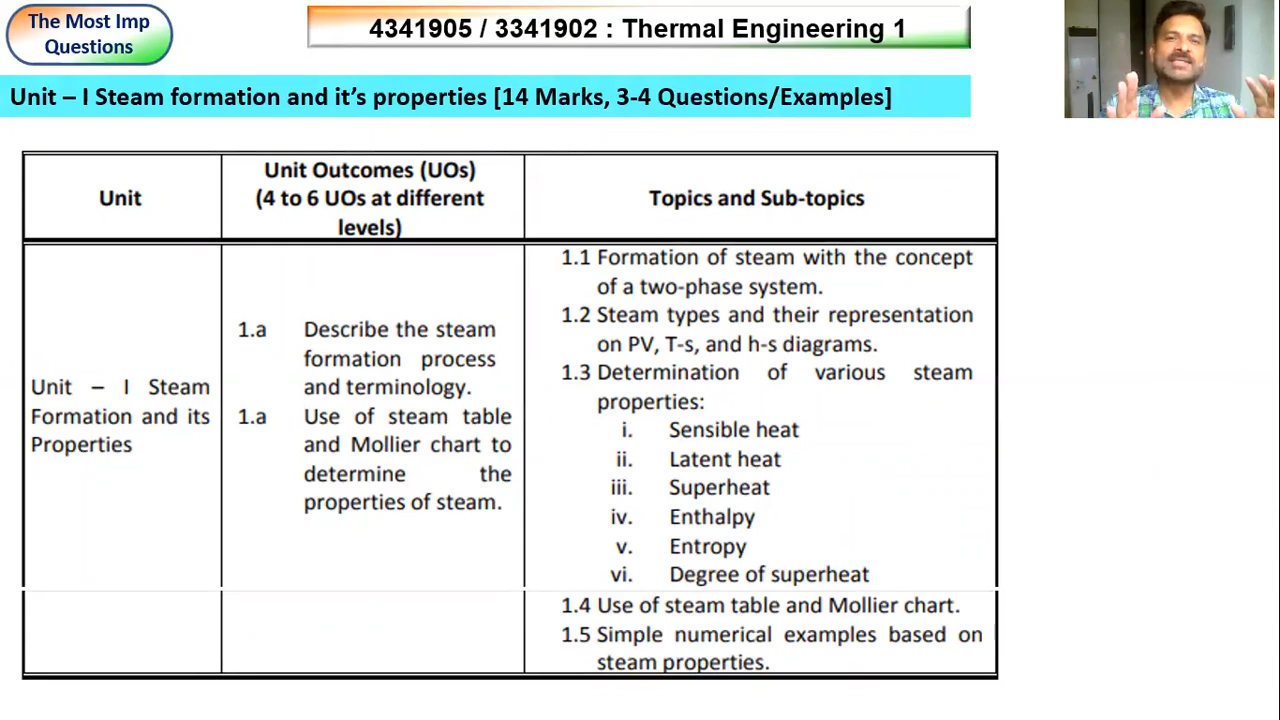 The Most Imp
Questions
4341905 / 3341902 : Thermal Engineering 1
Unit – I Steam formation and it's properties [14 Marks, 3-4 Questions/Examples]
Unit
Unit Outcomes (UOs)
(4 to 6 UOs at different
levels)
Topics and Sub-topics
Unit – I Steam
Formation and its
Properties
1.a Describe the steam
formation process
and terminology.
1.a Use of steam table
and Mollier chart to
determine the
properties of steam.
1.1 Formation of steam with the concept
of a two-phase system.
1.2 Steam types and their representation
on PV, T-s, and h-s diagrams.
1.3 Determination of various steam
properties:
i. Sensible heat
ii. Latent heat
iii. Superheat
iv. Enthalpy
v. Entropy
vi. Degree of superheat
1.4 Use of steam table and Mollier chart.
1.5 Simple numerical examples based on
steam properties.